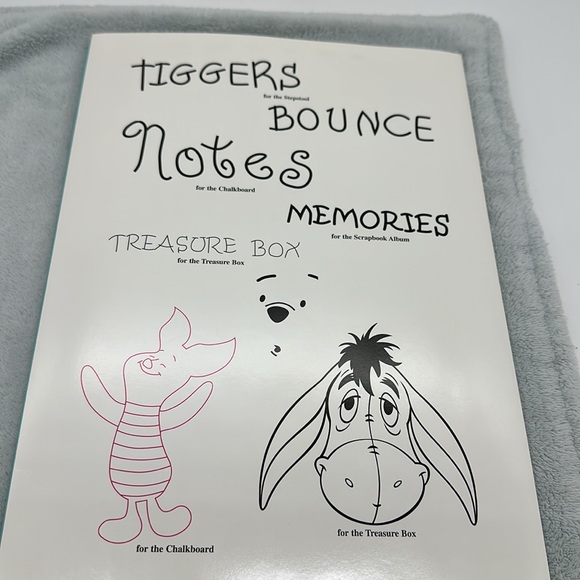 TIGGERS
for the Stepstool
BOUNCE
Notes
for the Chalkboard
MEMORIES
for the Scrapbook Album
TREASURE BOX
for the Treasure Box
for the Treasure Box
for the Chalkboard